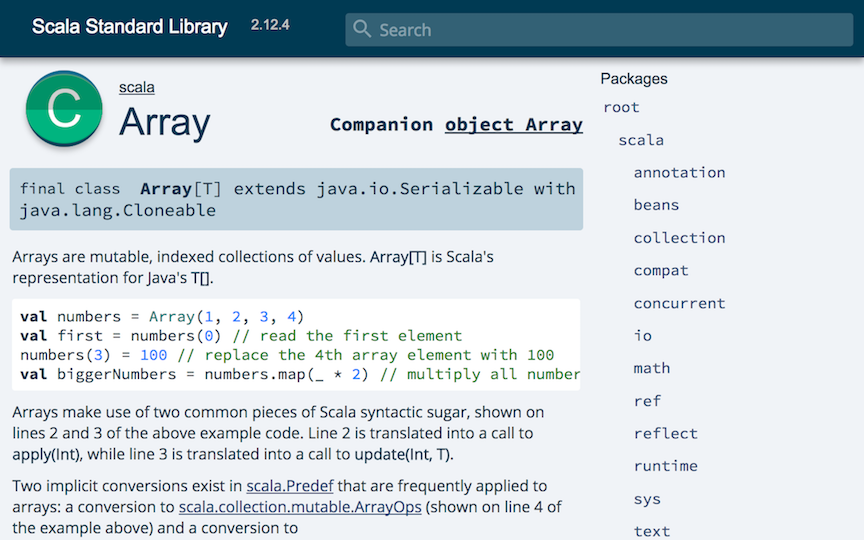 Scala Standard Library 2.12.4
Search
C
scala
Array
Companion object Array
final class Array[T] extends java.io.Serializable with
java.lang.Cloneable
Arrays are mutable, indexed collections of values. Array[T] is Scala's
representation for Java's T[].
val numbers = Array(1, 2, 3, 4)
val first = numbers(0) // read the first element
numbers(3) = 100 // replace the 4th array element with 100
val biggerNumbers = numbers.map(_ * 2) // multiply all number
Arrays make use of two common pieces of Scala syntactic sugar, shown on
lines 2 and 3 of the above example code. Line 2 is translated into a call to
apply(Int), while line 3 is translated into a call to update(Int, T).
Two implicit conversions exist in scala.Predef that are frequently applied to
arrays: a conversion to scala.collection.mutable.ArrayOps (shown on line 4 of
the example above) and a conversion to
Packages
root
scala
annotation
beans
collection
compat
concurrent
io
math
ref
reflect
runtime
sys
text